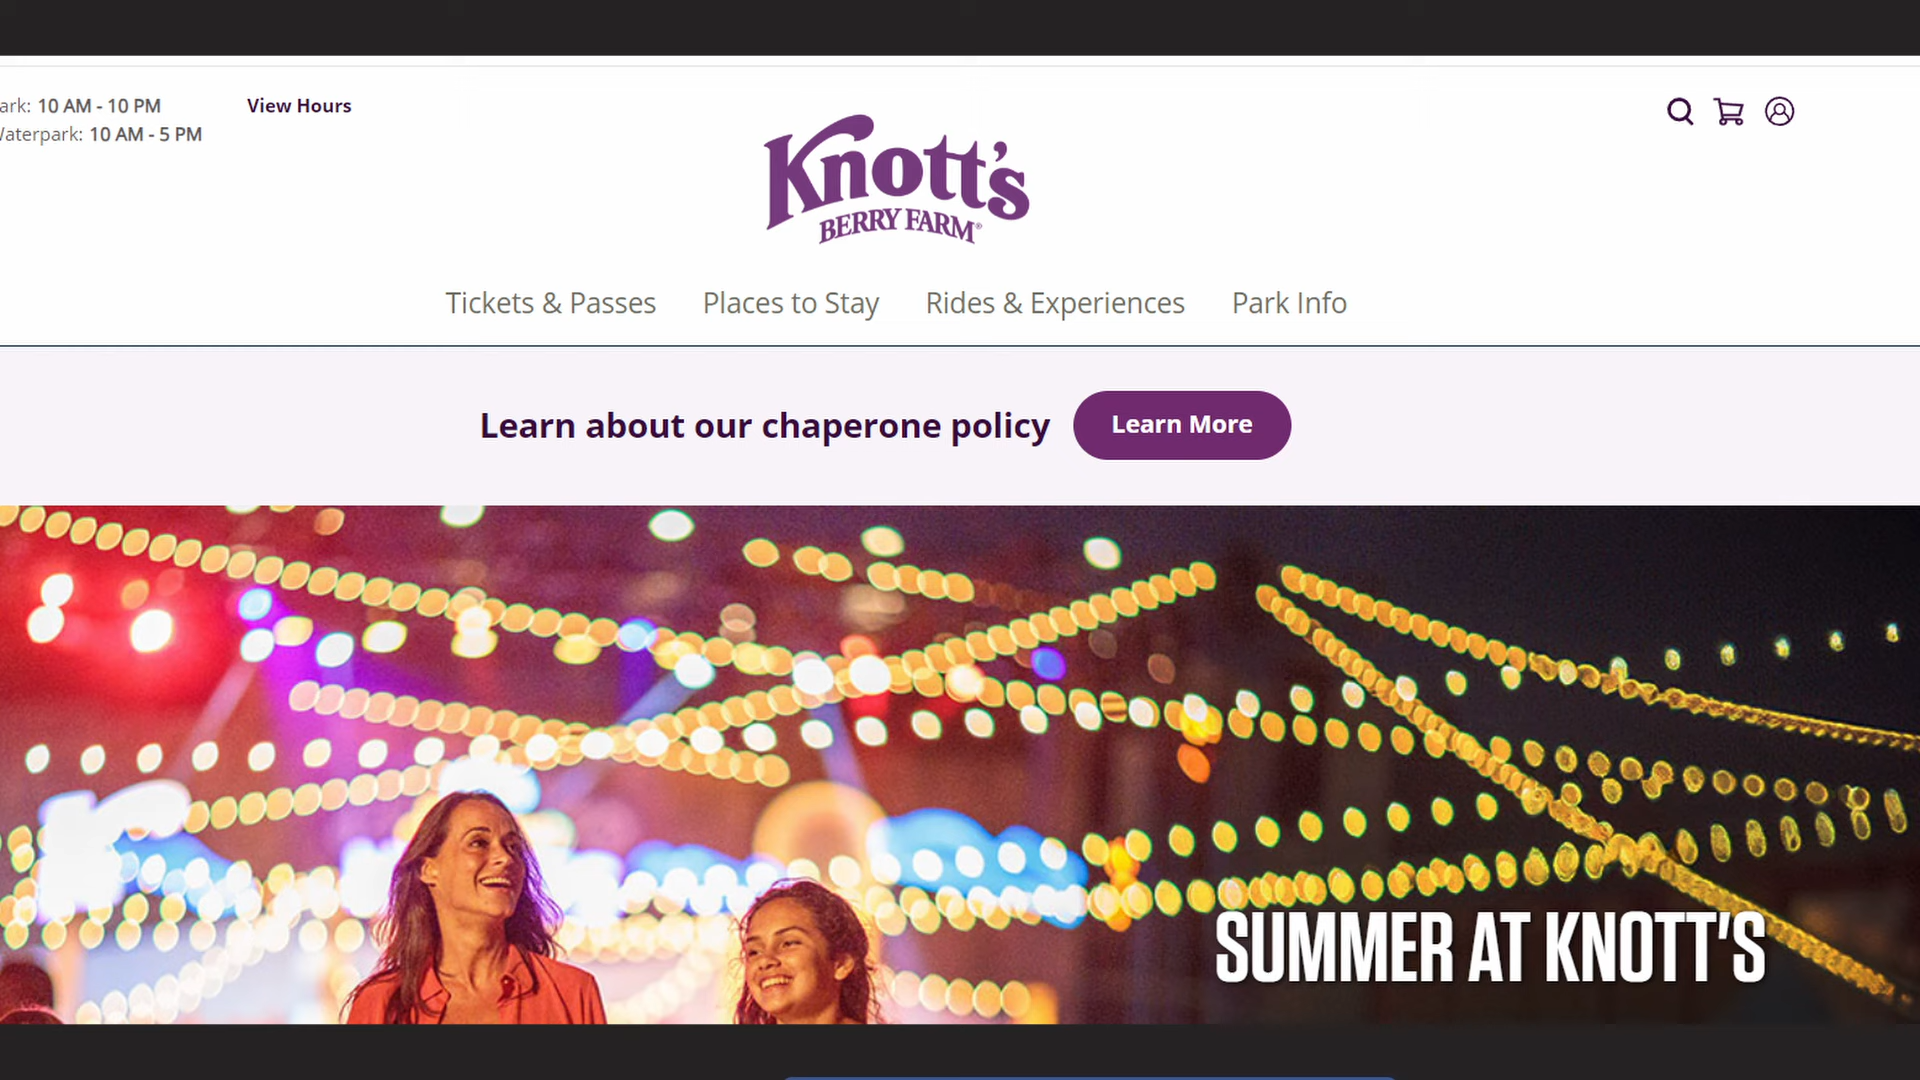 ark: 10 AM - 10 PM
Waterpark: 10 AM - 5 PM
View Hours
Knott's
BERRY FARM®
Tickets & Passes
Places to Stay
Rides & Experiences
Park Info
Learn about our chaperone policy
Learn More
SUMMER AT KNOTT'S